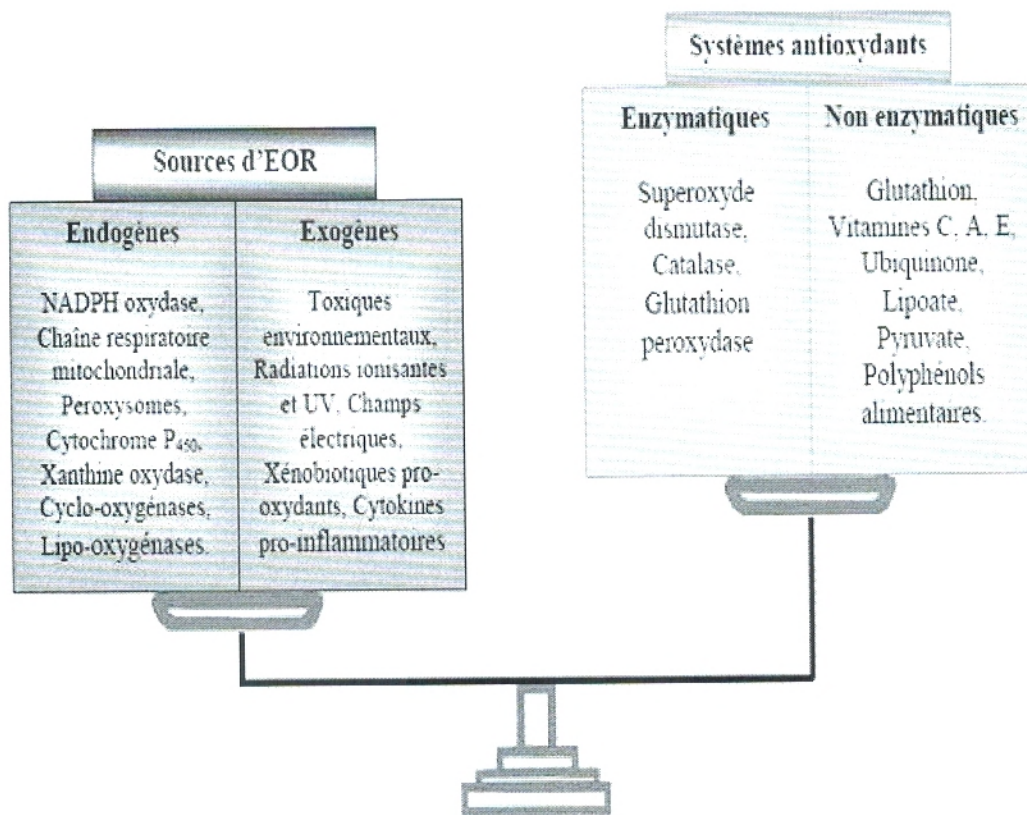 Systèmes antioxydants
Enzymatiques
Superoxyde
dismutase,
Catalase,
Glutathion
peroxydase
Non enzymatiques
Glutathion,
Vitamines C, A, E,
Ubiquinone,
Lipoate,
Pyruvate,
Polyphénols
alimentaires.
Sources d'EOR
Endogènes
NADPH oxydase,
Chaîne respiratoire
mitochondriale,
Peroxysomes,
Cytochrome P450,
Xanthine oxydase,
Cyclo-oxygénases,
Lipo-oxygénases.
Exogènes
Toxiques
environnementaux,
Radiations ionisantes
et UV, Champs
électriques,
Xénobiotiques pro-
oxydants, Cytokines
pro-inflammatoires